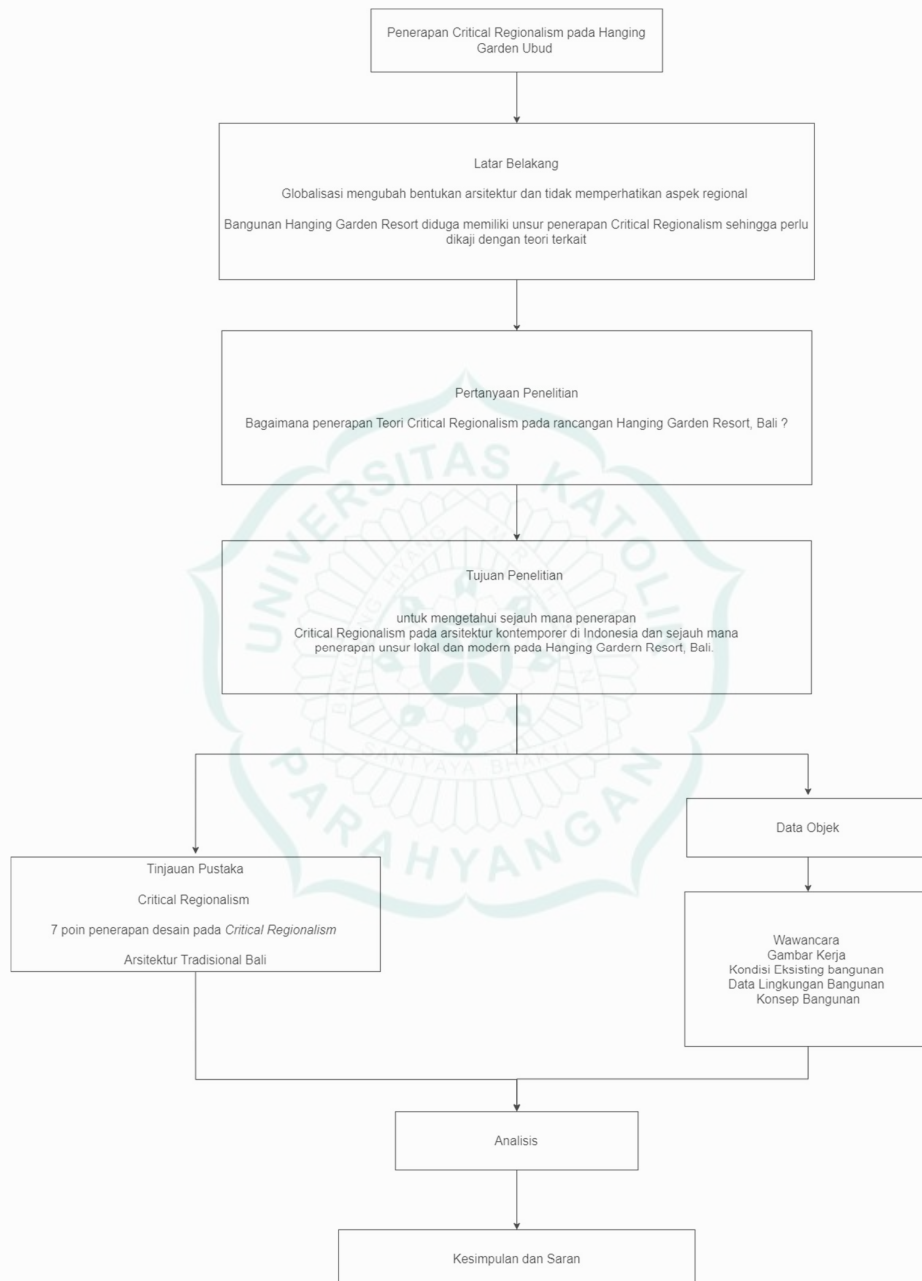 Penerapan Critical Regionalism pada Hanging
Garden Ubud
Latar Belakang
Globalisasi mengubah bentukan arsitektur dan tidak memperhatikan aspek regional
Bangunan Hanging Garden Resort diduga memiliki unsur penerapan Critical Regionalism sehingga perlu
dikaji dengan teori terkait
Pertanyaan Penelitian
Bagaimana penerapan Teori Critical Regionalism pada rancangan Hanging Garden Resort, Bali ?
Tujuan Penelitian
untuk mengetahui sejauh mana penerapan
Critical Regionalism pada arsitektur kontemporer di Indonesia dan sejauh mana
penerapan unsur lokal dan modern pada Hanging Gardern Resort, Bali.
Data Objek
Tinjauan Pustaka
Critical Regionalism
7 poin penerapan desain pada Critical Regionalism
Arsitektur Tradisional Bali
Wawancara
Gambar Kerja
Kondisi Eksisting bangunan
Data Lingkungan Bangunan
Konsep Bangunan
Analisis
Kesimpulan dan Saran
UNIVERSITAS KATOLIK
PARAHYANGAN
SANTYAYA BHAKTI